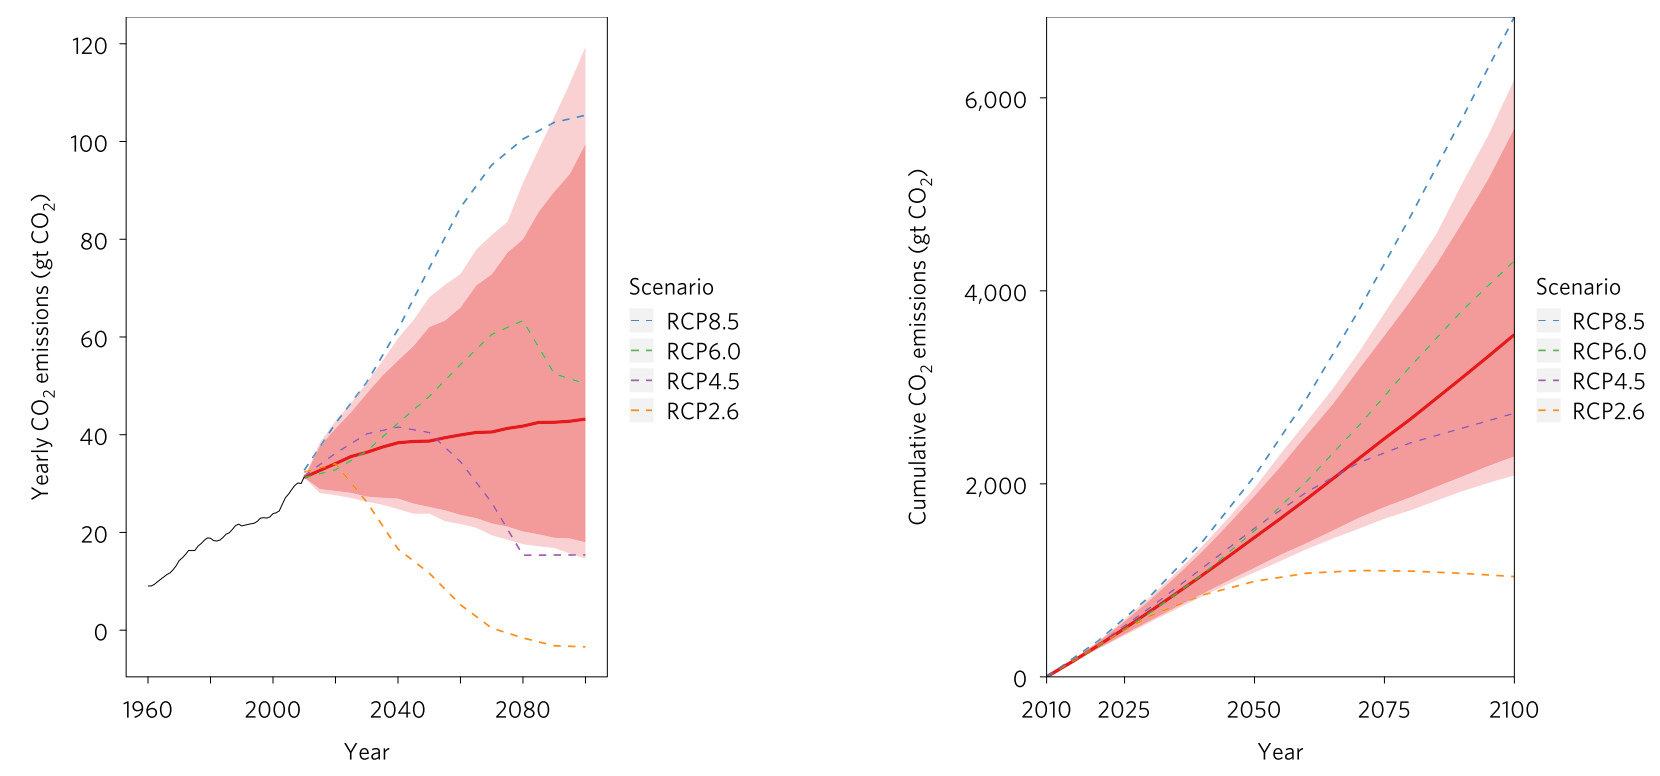 Yearly CO2 emissions (gt CO2)
120
100
80
60
40
20
0
1960
2000
2040
2080
Year
Scenario
RCP8.5
RCP6.0
RCP4.5
RCP2.6
Cumulative CO2 emissions (gt CO2)
6,000
4,000
2,000
0
2010
2025
2050
2075
2100
Year
Scenario
RCP8.5
RCP6.0
RCP4.5
RCP2.6